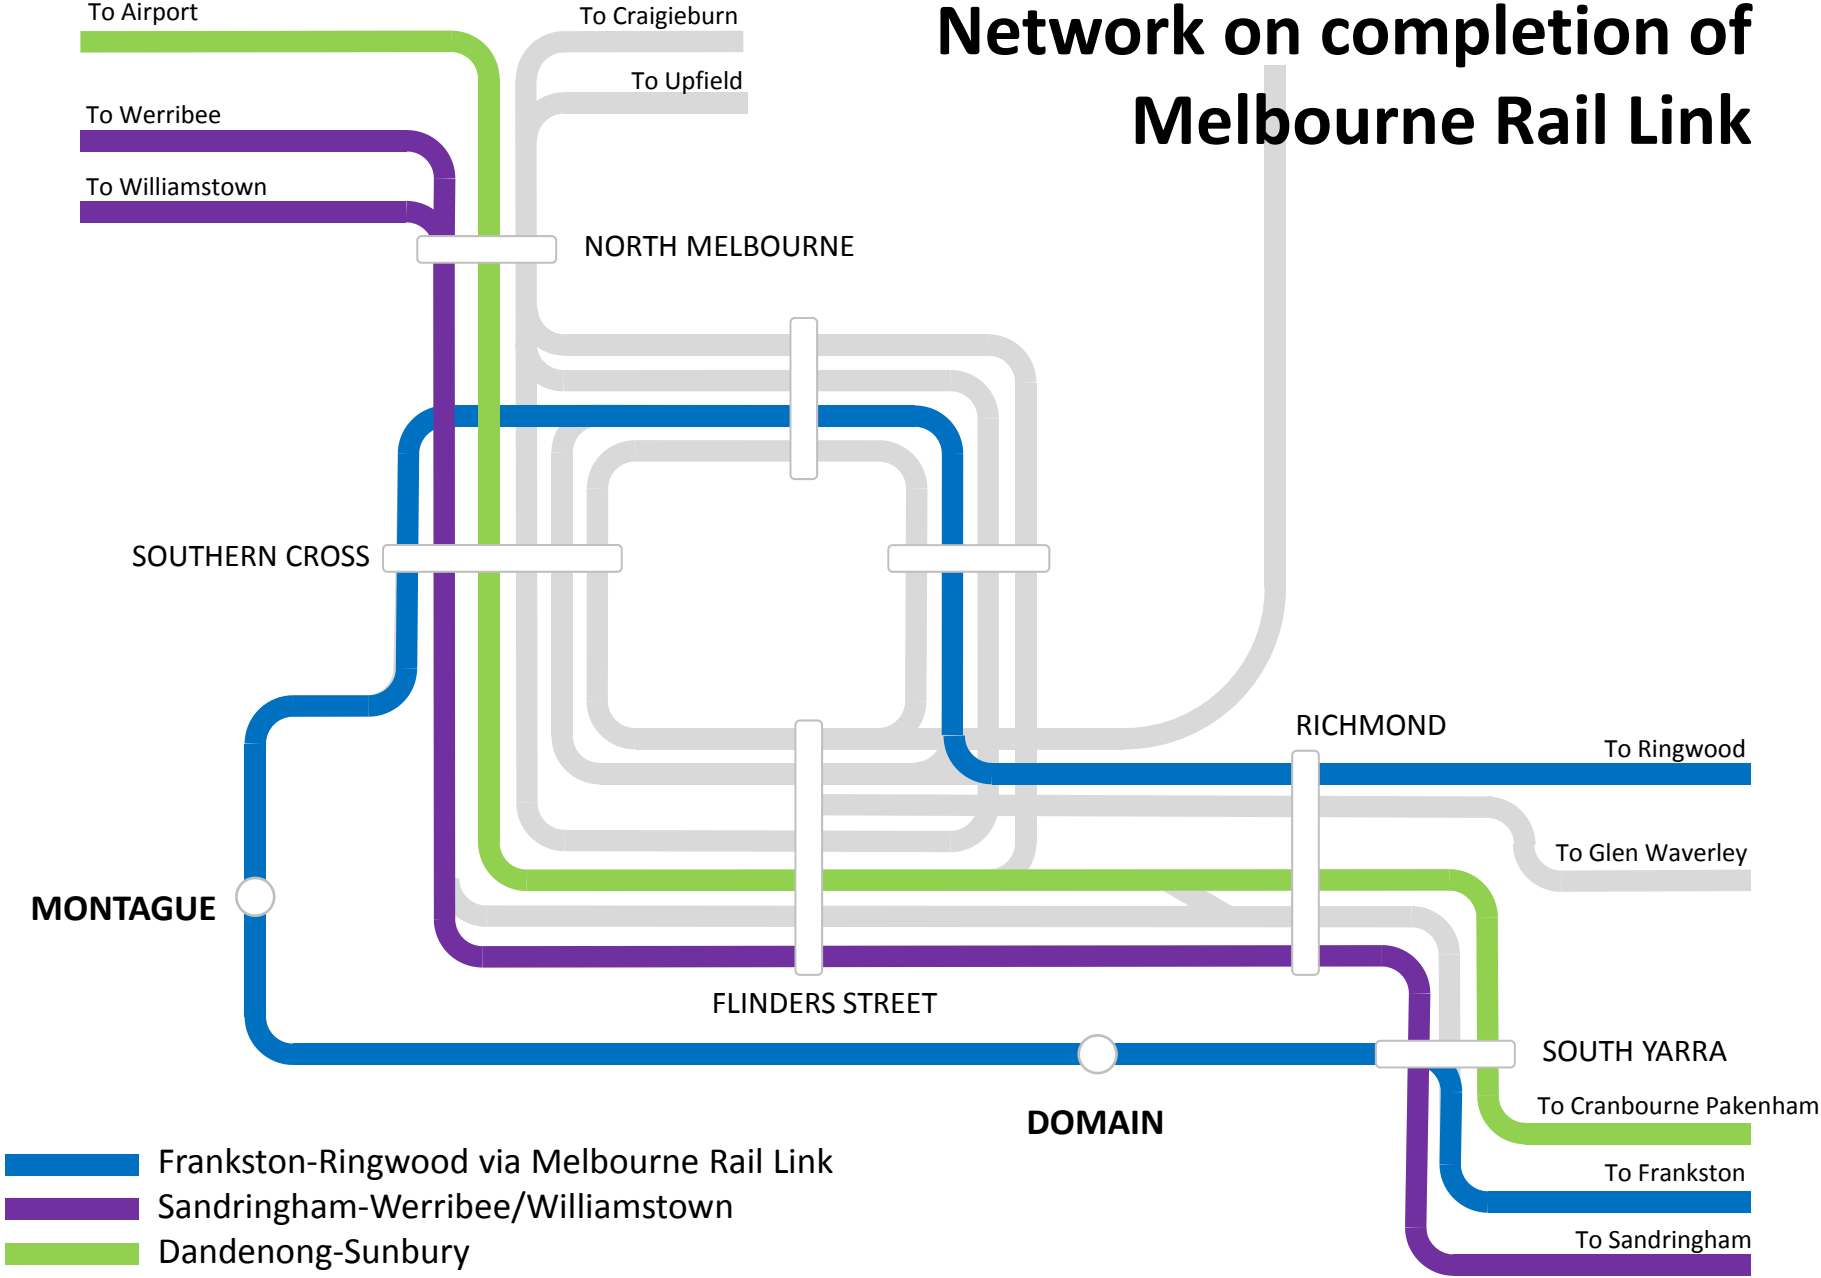 To Airport
To Craigieburn
Network on completion of
Melbourne Rail Link
To Upfield
To Werribee
To Williamstown
NORTH MELBOURNE
SOUTHERN CROSS
RICHMOND
To Ringwood
To Glen Waverley
MONTAGUE
FLINDERS STREET
SOUTH YARRA
DOMAIN
To Cranbourne Pakenham
To Frankston
To Sandringham
Frankston-Ringwood via Melbourne Rail Link
Sandringham-Werribee/Williamstown
Dandenong-Sunbury